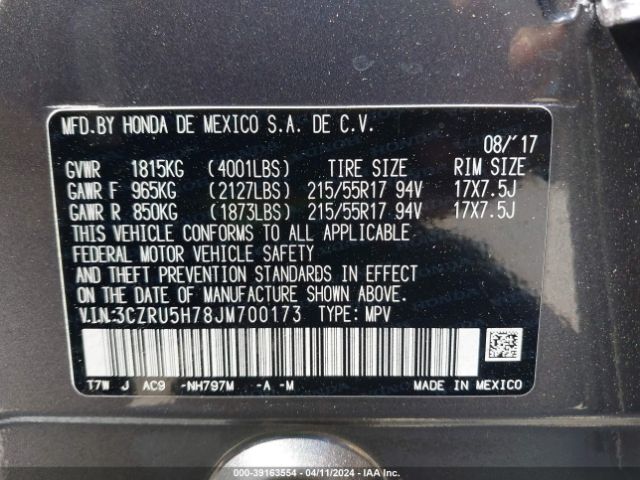 MFD.BY HONDA DE MEXICO S.A. DE C.V.
08/'17
GVWR 1815KG (4001LBS) TIRE SIZE RIM SIZE
GAWR F 965KG (2127LBS) 215/55R17 94V 17X7.5J
GAWR R 850KG (1873LBS) 215/55R17 94V 17X7.5J
THIS VEHICLE CONFORMS TO ALL APPLICABLE
FEDERAL MOTOR VEHICLE SAFETY
AND THEFT PREVENTION STANDARDS IN EFFECT
ON THE DATE OF MANUFACTURE SHOWN ABOVE.
V.I.N.:3CZRU5H78JM700173 TYPE: MPV
T7W J AC9 -NH797M -A -M MADE IN MEXICO
000-39163554 - 04/11/2024 - IAA Inc.